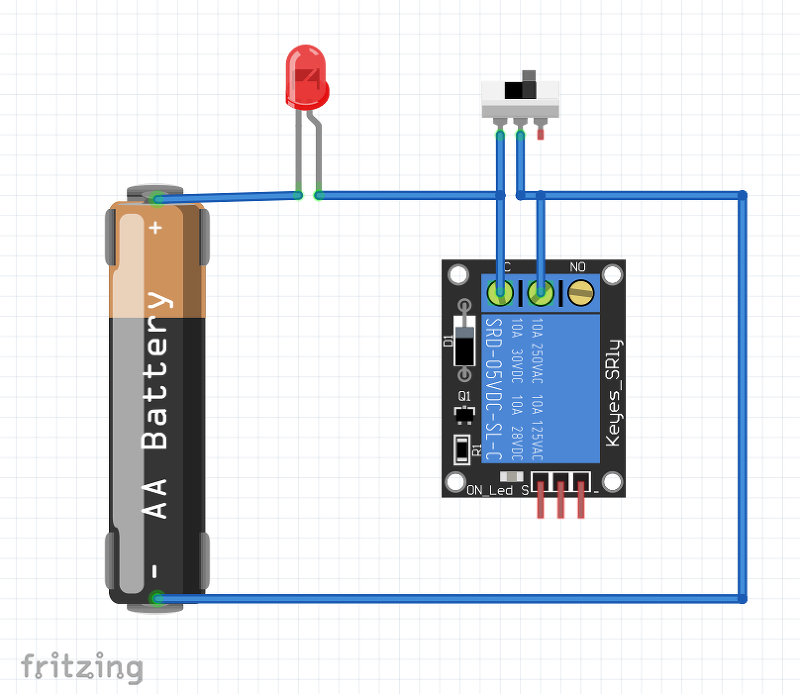 +
AA Battery
-
NO
D1
Q1
R1
SRD-05VDC-SL-C
10A 30VDC 10A 28VDC
10A 250VAC 10A 125VAC
Keyes_SRly
ON_Led S
-
fritzing